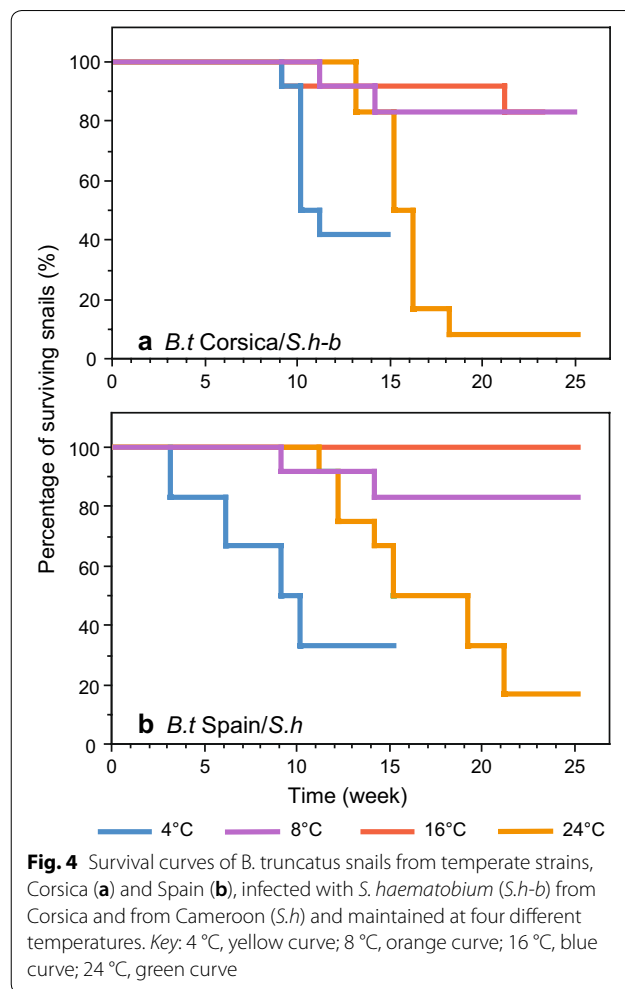 100
80
60
40
20
0
a B.t Corsica/S.h-b
0 5 10 15 20 25
Percentage of surviving snails (%)
100
80
60
40
20
0
b B.t Spain/S.h
0 5 10 15 20 25
Time (week)
4°C 8°C 16°C 24°C
Fig. 4 Survival curves of B. truncatus snails from temperate strains,
Corsica (a) and Spain (b), infected with S. haematobium (S.h-b) from
Corsica and from Cameroon (S.h) and maintained at four different
temperatures. Key: 4 °C, yellow curve; 8 °C, orange curve; 16 °C, blue
curve; 24 °C, green curve